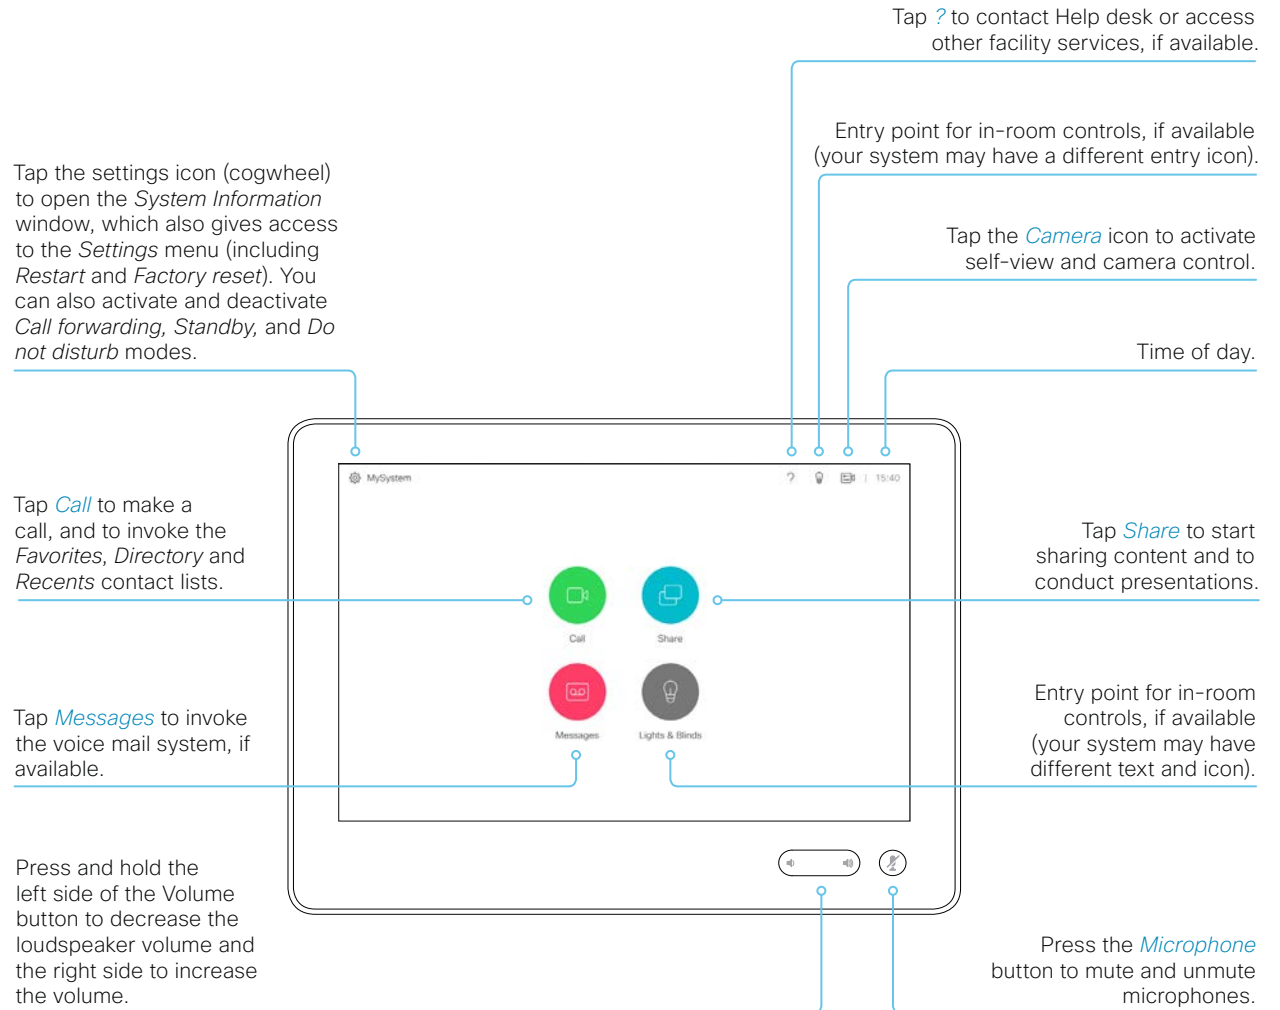 Tap ? to contact Help desk or access
other facility services, if available.
Entry point for in-room controls, if available
(your system may have a different entry icon).
Tap the settings icon (cogwheel)
to open the System Information
window, which also gives access
to the Settings menu (including
Restart and Factory reset). You
can also activate and deactivate
Call forwarding, Standby, and Do
not disturb modes.
Tap the Camera icon to activate
self-view and camera control.
Time of day.
MySystem
? | 15:40
Tap Call to make a
call, and to invoke the
Favorites, Directory and
Recents contact lists.
Tap Share to start
sharing content and to
conduct presentations.
Call
Share
Messages
Lights & Blinds
Tap Messages to invoke
the voice mail system, if
available.
Entry point for in-room
controls, if available
(your system may have
different text and icon).
Press and hold the
left side of the Volume
button to decrease the
loudspeaker volume and
the right side to increase
the volume.
Press the Microphone
button to mute and unmute
microphones.